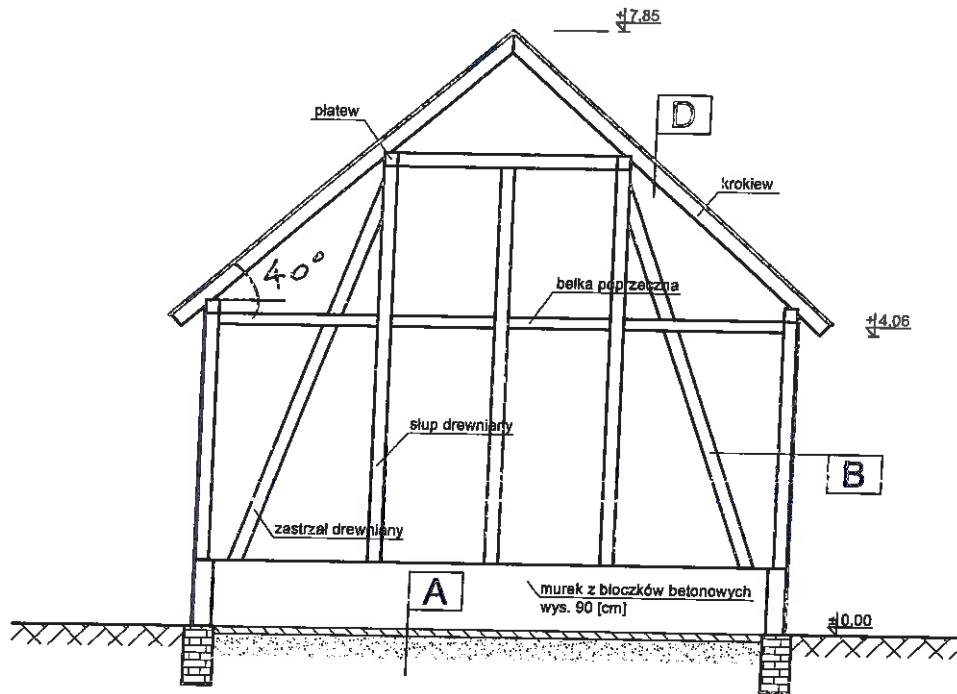 ±7,85
płatew
D
krokiew
40°
belka poprzeczna
±4,06
słup drewniany
B
zastrzał drewniany
A
murek z bloczków betonowych
wys. 90 [cm]
±0,00